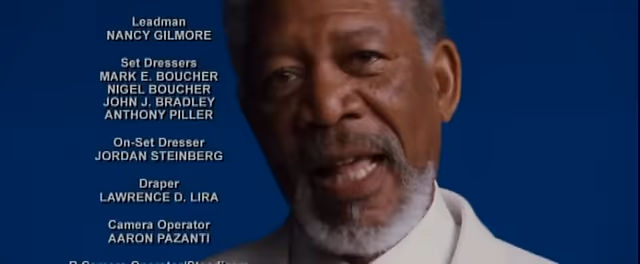 Leadman
NANCY GILMORE
Set Dressers
MARK E. BOUCHER
NIGEL BOUCHER
JOHN J. BRADLEY
ANTHONY PILLER
On-Set Dresser
JORDAN STEINBERG
Draper
LAWRENCE D. LIRA
Camera Operator
AARON PAZANTI